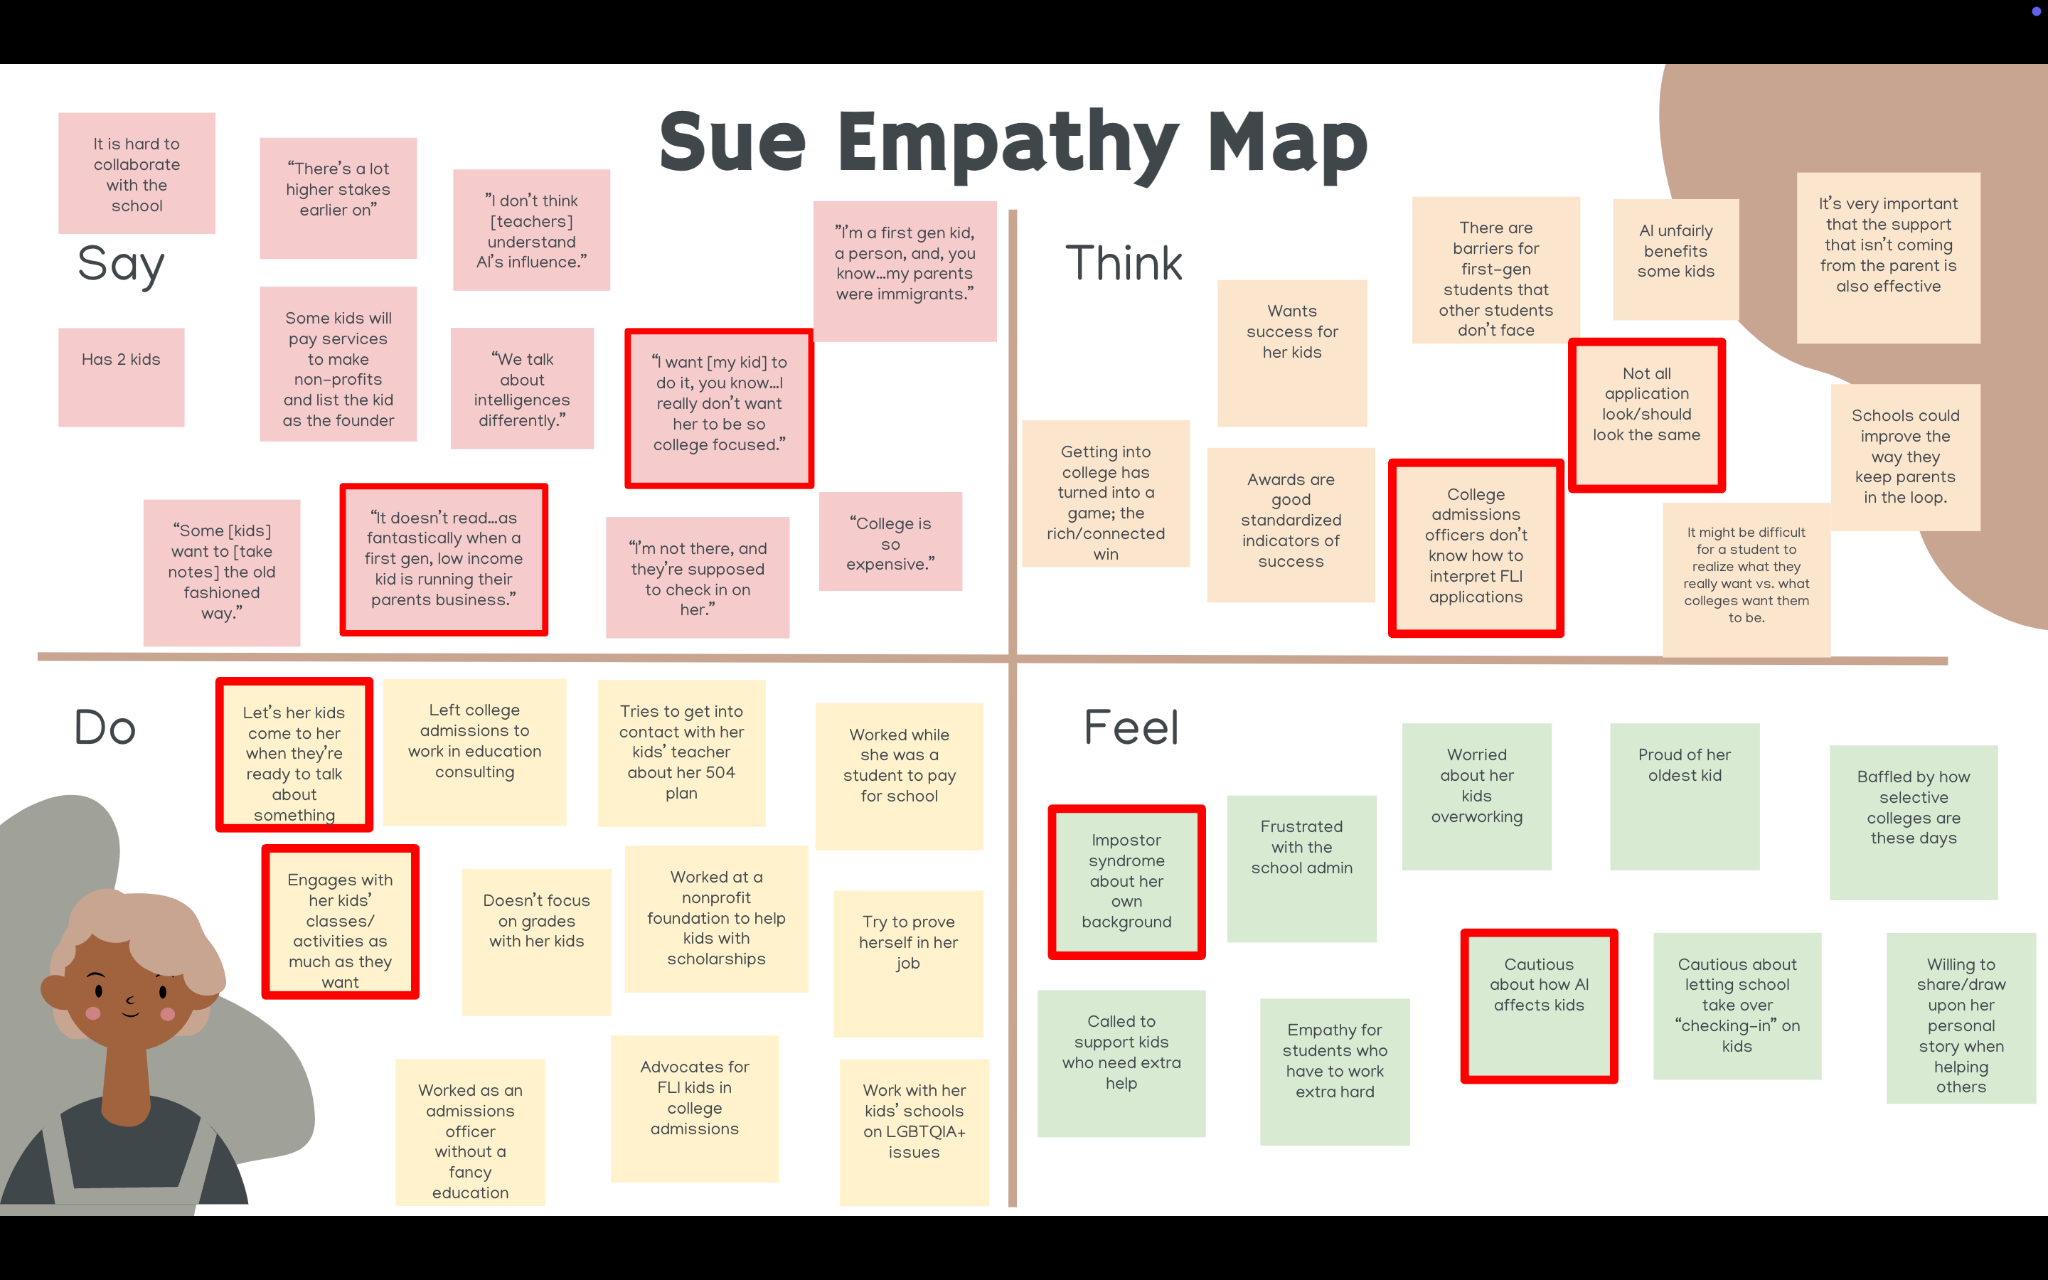 Sue Empathy Map
Say
It is hard to
collaborate
with the
school
“There’s a lot
higher stakes
earlier on”
”I don’t think
[teachers]
understand
AI’s influence.”
”I’m a first gen kid,
a person, and, you
know...my parents
were immigrants.”
Has 2 kids
Some kids will
pay services
to make
non-profits
and list the kid
as the founder
“We talk
about
intelligences
differently.”
“I want [my kid] to
do it, you know...I
really don’t want
her to be so
college focused.”
“Some [kids]
want to [take
notes] the old
fashioned
way.”
“It doesn’t read...as
fantastically when a
first gen, low income
kid is running their
parents business.”
“I’m not there, and
they’re supposed
to check in on
her.”
“College is
so
expensive.”
Think
Wants
success for
her kids
There are
barriers for
first-gen
students that
other students
don’t face
AI unfairly
benefits
some kids
It’s very important
that the support
that isn’t coming
from the parent is
also effective
Getting into
college has
turned into a
game; the
rich/connected
win
Awards are
good
standardized
indicators of
success
College
admissions
officers don’t
know how to
interpret FLI
applications
Not all
application
look/should
look the same
Schools could
improve the
way they
keep parents
in the loop.
It might be difficult
for a student to
realize what they
really want vs. what
colleges want them
to be.
Do
Let’s her kids
come to her
when they’re
ready to talk
about
something
Left college
admissions to
work in education
consulting
Tries to get into
contact with her
kids’ teacher
about her 504
plan
Worked while
she was a
student to pay
for school
Engages with
her kids’
classes/
activities as
much as they
want
Doesn’t focus
on grades
with her kids
Worked at a
nonprofit
foundation to help
kids with
scholarships
Try to prove
herself in her
job
Worked as an
admissions
officer
without a
fancy
education
Advocates for
FLI kids in
college
admissions
Work with her
kids’ schools
on LGBTQIA+
issues
Feel
Impostor
syndrome
about her
own
background
Frustrated
with the
school admin
Worried
about her
kids
overworking
Proud of her
oldest kid
Baffled by how
selective
colleges are
these days
Called to
support kids
who need extra
help
Empathy for
students who
have to work
extra hard
Cautious
about how AI
affects kids
Cautious about
letting school
take over
“checking-in” on
kids
Willing to
share/draw
upon her
personal
story when
helping
others